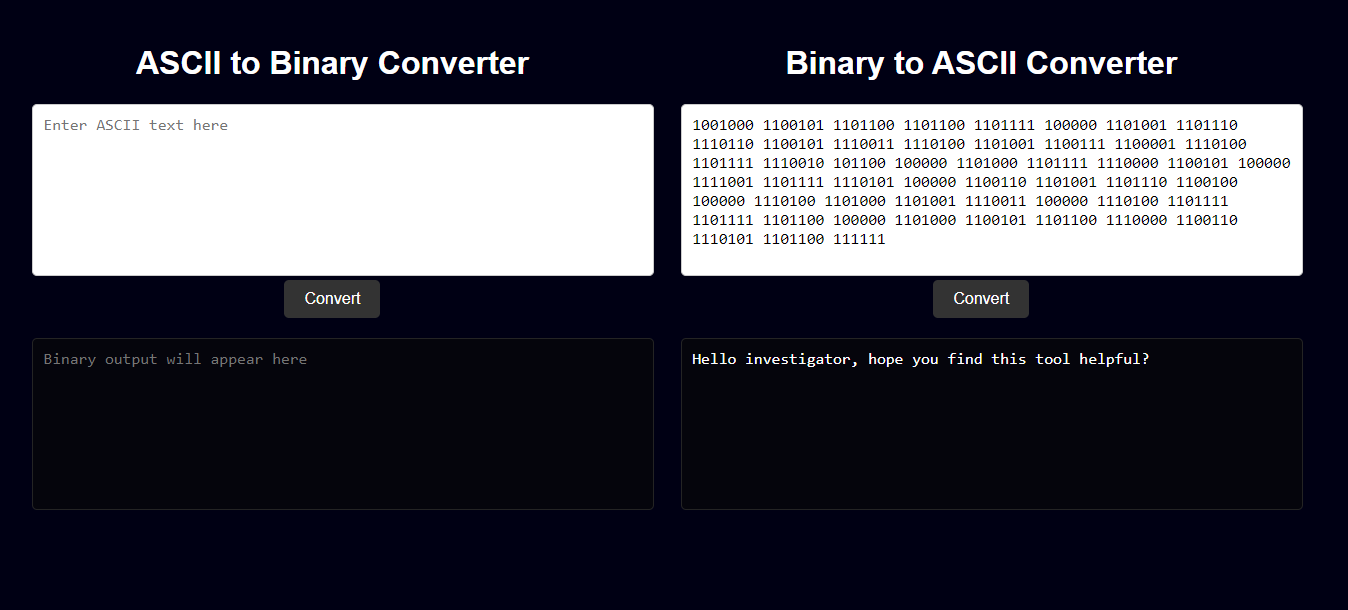 ASCII to Binary Converter
Enter ASCII text here
Convert
Binary output will appear here
Binary to ASCII Converter
1001000 1100101 1101100 1101100 1101111 100000 1101001 1101110
1110110 1100101 1110011 1110100 1101001 1100111 1100001 1110100
1101111 1110010 101100 100000 1101000 1101111 1110000 1100101 100000
1111001 1101111 1110101 100000 1100110 1101001 1101110 1100100
100000 1110100 1101000 1101001 1110011 100000 1110100 1101111
1101111 1101100 100000 1101000 1100101 1101100 1110000 1100110
1110101 1101100 111111
Convert
Hello investigator, hope you find this tool helpful?